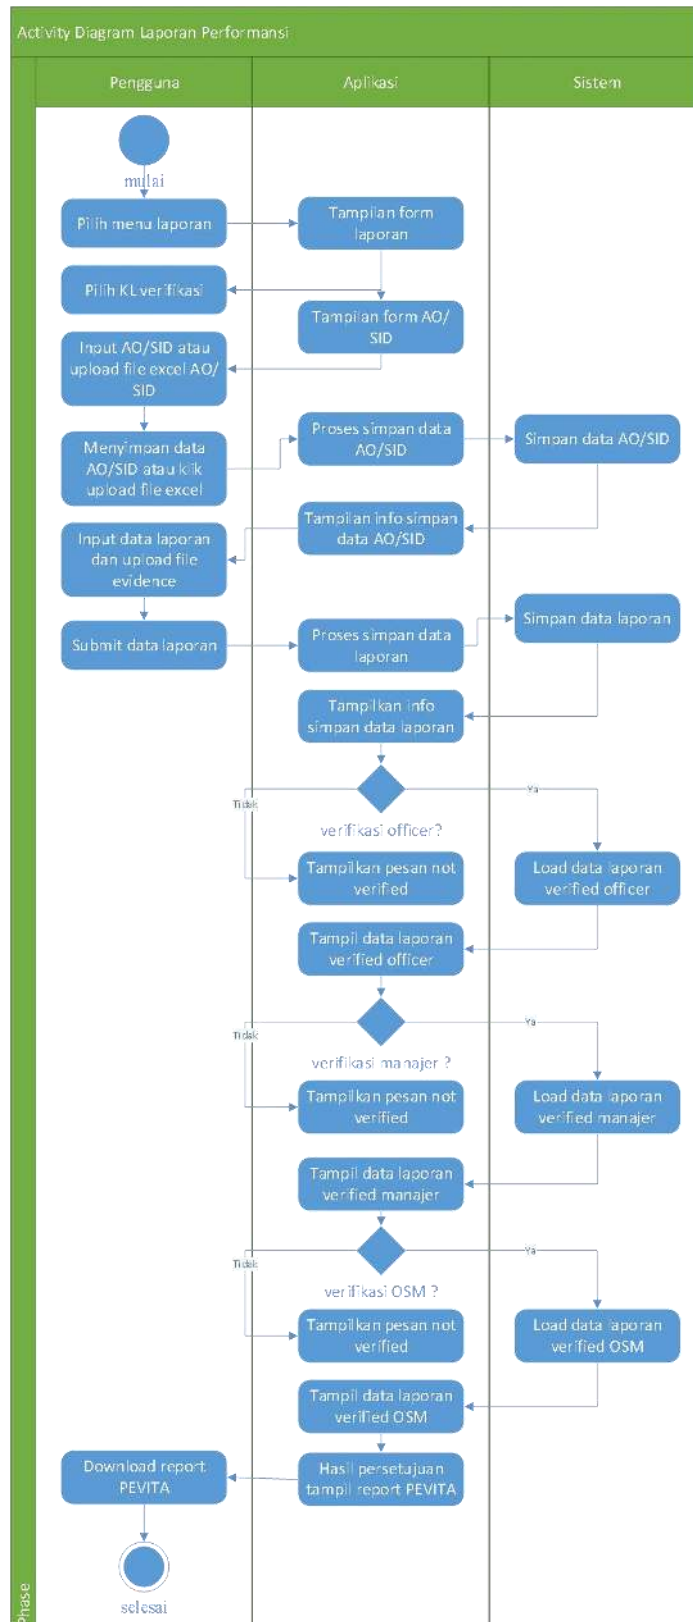 Activity Diagram Laporan Performansi
Pengguna
Aplikasi
Sistem
mulai
Pilih menu laporan
Tampilan form
laporan
Pilih KL verifikasi
Tampilan form AO/
SID
Input AO/SID atau
upload file excel AO/
SID
Menyimpan data
AO/SID atau klik
upload file excel
Proses simpan data
AO/SID
Simpan data AO/SID
Tampilan info simpan
data AO/SID
Input data laporan
dan upload file
evidence
Simpan data laporan
Submit data laporan
Proses simpan data
laporan
Tampilkan info
simpan data laporan
Tidak
Ya
verifikasi officer?
Tampilkan pesan not
verified
Load data laporan
verified officer
Tampil data laporan
verified officer
Tidak
Ya
verifikasi manajer ?
Tampilkan pesan not
verified
Load data laporan
verified manajer
Tampil data laporan
verified manajer
Tidak
Ya
verifikasi OSM ?
Tampilkan pesan not
verified
Load data laporan
verified OSM
Tampil data laporan
verified OSM
Download report
PEVITA
Hasil persetujuan
tampil report PEVITA
selesai
Phase